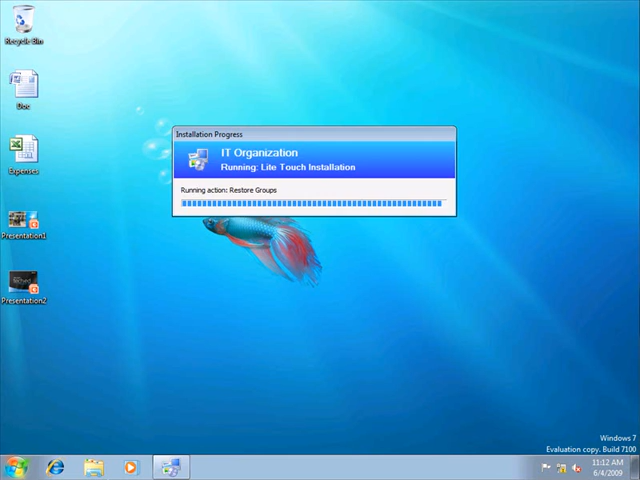 Recycle Bin
Doc
Expenses
Presentation1
Presentation2
Installation Progress
IT Organization
Running: Lite Touch Installation
Running action: Restore Groups
Windows 7
Evaluation copy. Build 7100
11:12 AM
6/4/2009